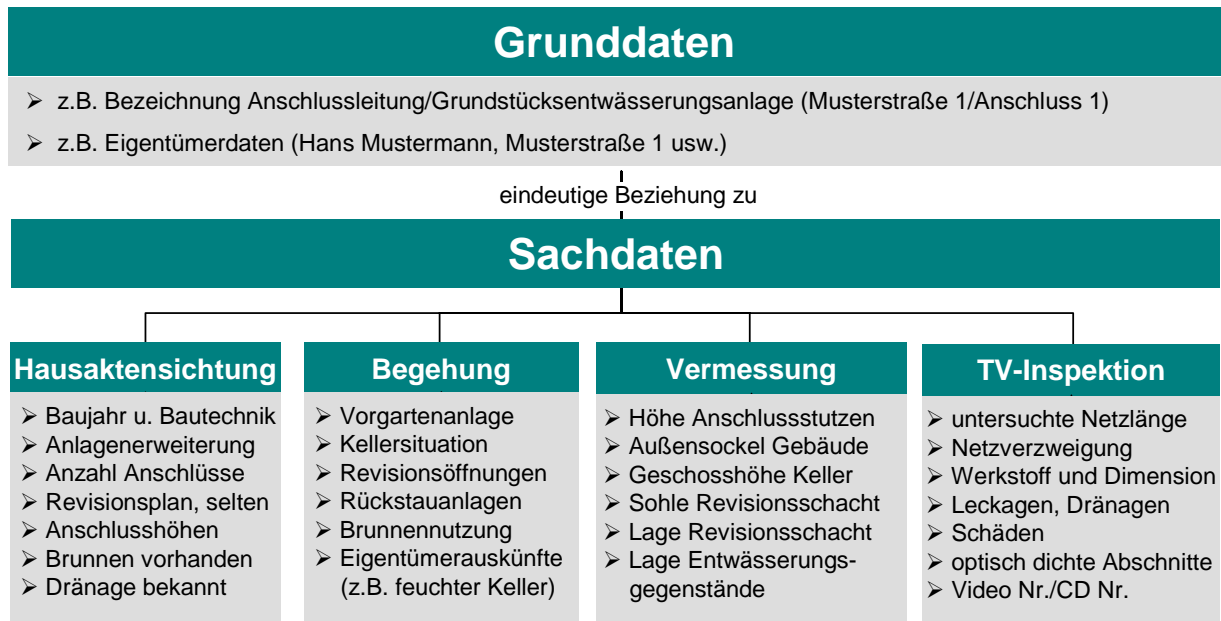 Grunddaten
➢ z.B. Bezeichnung Anschlussleitung/Grundstücksentwässerungsanlage (Musterstraße 1/Anschluss 1)
➢ z.B. Eigentümerdaten (Hans Mustermann, Musterstraße 1 usw.)
eindeutige Beziehung zu
Sachdaten
Hausaktensichtung
➢ Baujahr u. Bautechnik
➢ Anlagenerweiterung
➢ Anzahl Anschlüsse
➢ Revisionsplan, selten
➢ Anschlusshöhen
➢ Brunnen vorhanden
➢ Dränage bekannt
Begehung
➢ Vorgartenanlage
➢ Kellersituation
➢ Revisionsöffnungen
➢ Rückstauanlagen
➢ Brunnennutzung
➢ Eigentümerauskünfte
(z.B. feuchter Keller)
Vermessung
➢ Höhe Anschlussstutzen
➢ Außensockel Gebäude
➢ Geschosshöhe Keller
➢ Sohle Revisionsschacht
➢ Lage Revisionsschacht
➢ Lage Entwässerungs-
gegenstände
TV-Inspektion
➢ untersuchte Netzlänge
➢ Netzverzweigung
➢ Werkstoff und Dimension
➢ Leckagen, Dränagen
➢ Schäden
➢ optisch dichte Abschnitte
➢ Video Nr./CD Nr.